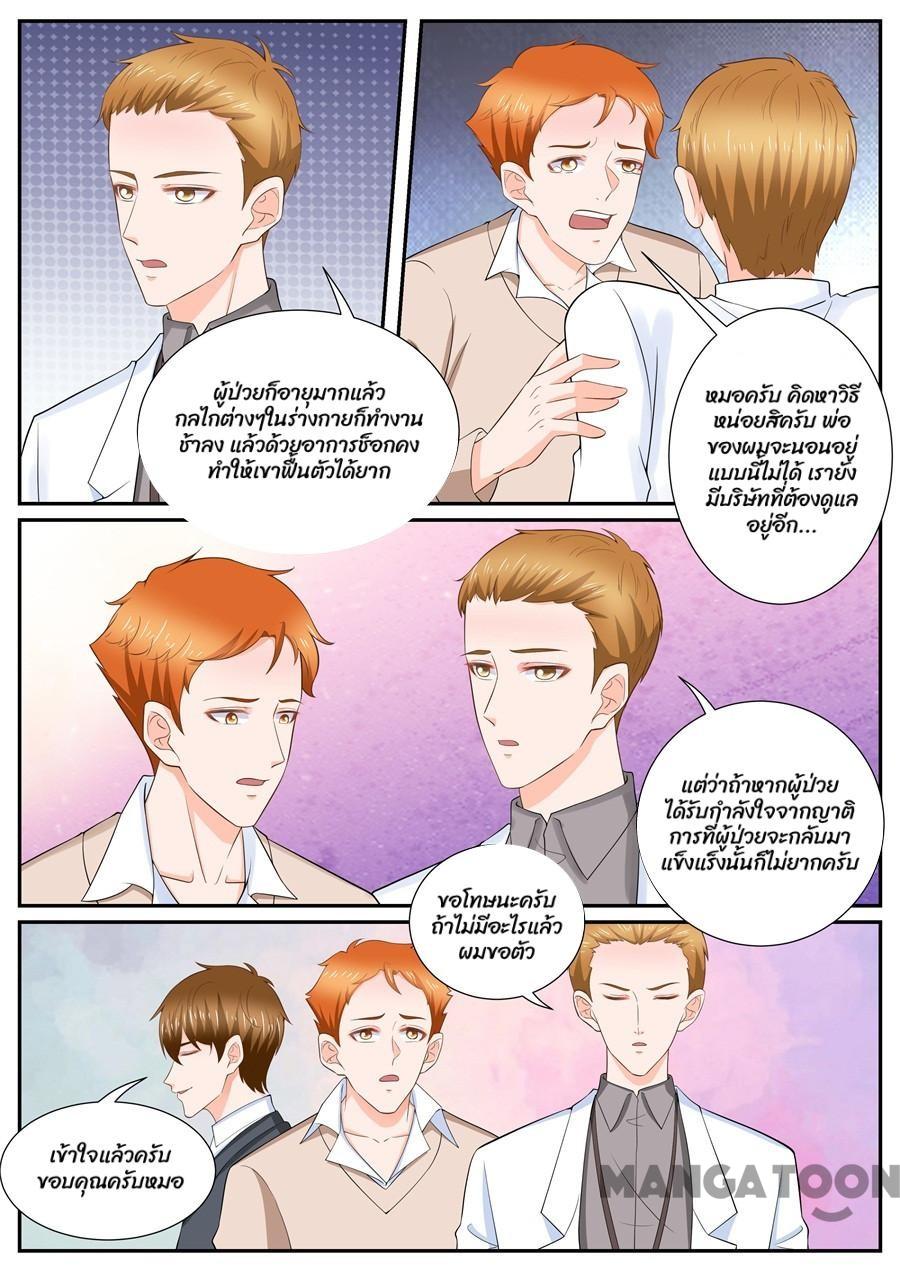 ผู้ป่วยก็อายุมากแล้ว
กลไกต่างๆในร่างกายก็ทำงาน
ช้าลง แล้วด้วยอาการช็อกคง
ทำให้เขาฟื้นตัวได้ยาก
หมอครับ คิดหาวิธี
หน่อยสิครับ พ่อ
ของผมจะนอนอยู่
แบบนี้ไม่ได้ เรายัง
มีบริษัทที่ต้องดูแล
อยู่อีก...
แต่ว่าถ้าหากผู้ป่วย
ได้รับกำลังใจจากญาติ
การที่ผู้ป่วยจะกลับมา
แข็งแร็งนั้นก็ไม่ยากครับ
ขอโทษนะครับ
ถ้าไม่มีอะไรแล้ว
ผมขอตัว
เข้าใจแล้วครับ
ขอบคุณครับหมอ
MANGATOON